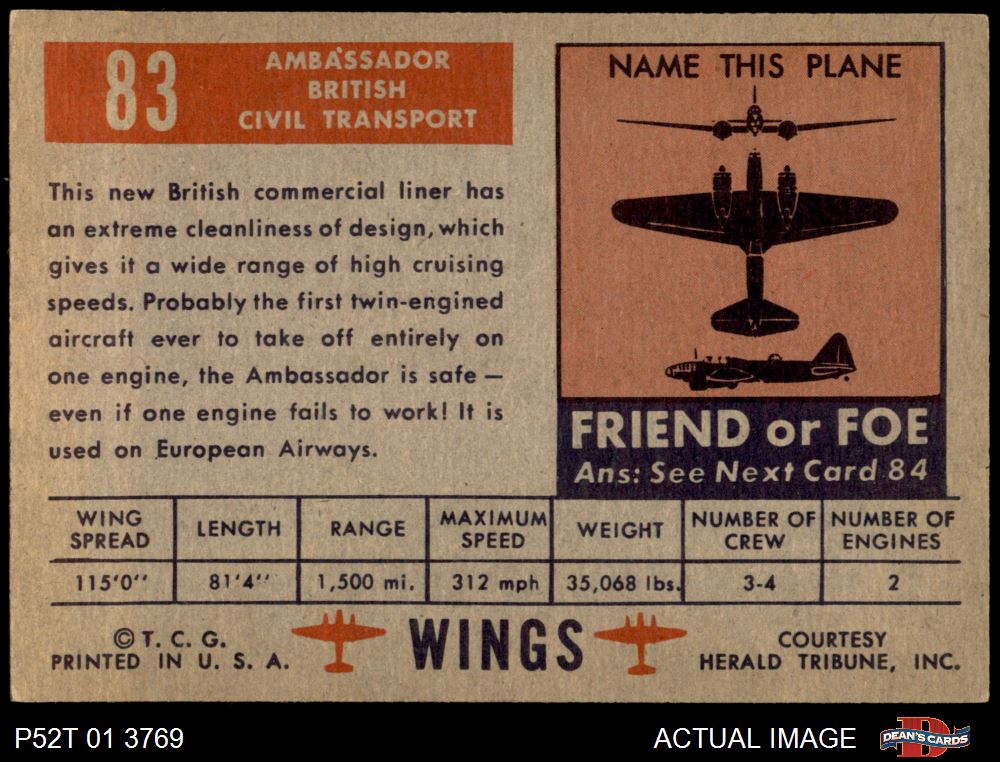 83
AMBASSADOR
BRITISH
CIVIL TRANSPORT
This new British commercial liner has
an extreme cleanliness of design, which
gives it a wide range of high cruising
speeds. Probably the first twin-engined
aircraft ever to take off entirely on
one engine, the Ambassador is safe —
even if one engine fails to work! It is
used on European Airways.
NAME THIS PLANE
FRIEND or FOE
Ans: See Next Card 84
WING SPREAD
LENGTH
RANGE
MAXIMUM SPEED
WEIGHT
NUMBER OF CREW
NUMBER OF ENGINES
115'0"
81'4"
1,500 mi.
312 mph
35,068 lbs.
3-4
2
© T. C. G.
PRINTED IN U. S. A.
WINGS
COURTESY
HERALD TRIBUNE, INC.
P52T 01 3769
ACTUAL IMAGE
D
DEAN'S CARDS